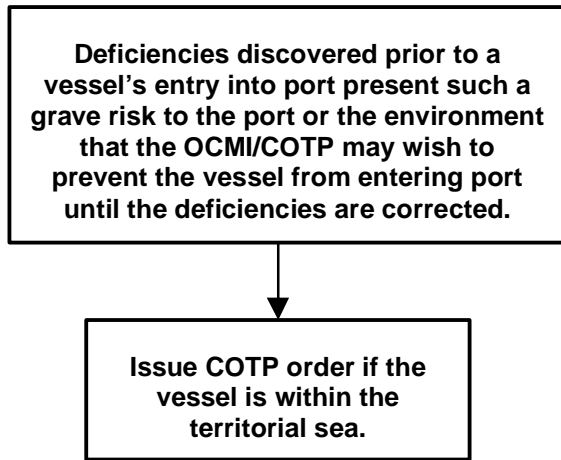 Deficiencies discovered prior to a
vessel’s entry into port present such a
grave risk to the port or the environment
that the OCMI/COTP may wish to
prevent the vessel from entering port
until the deficiencies are corrected.
Issue COTP order if the
vessel is within the
territorial sea.